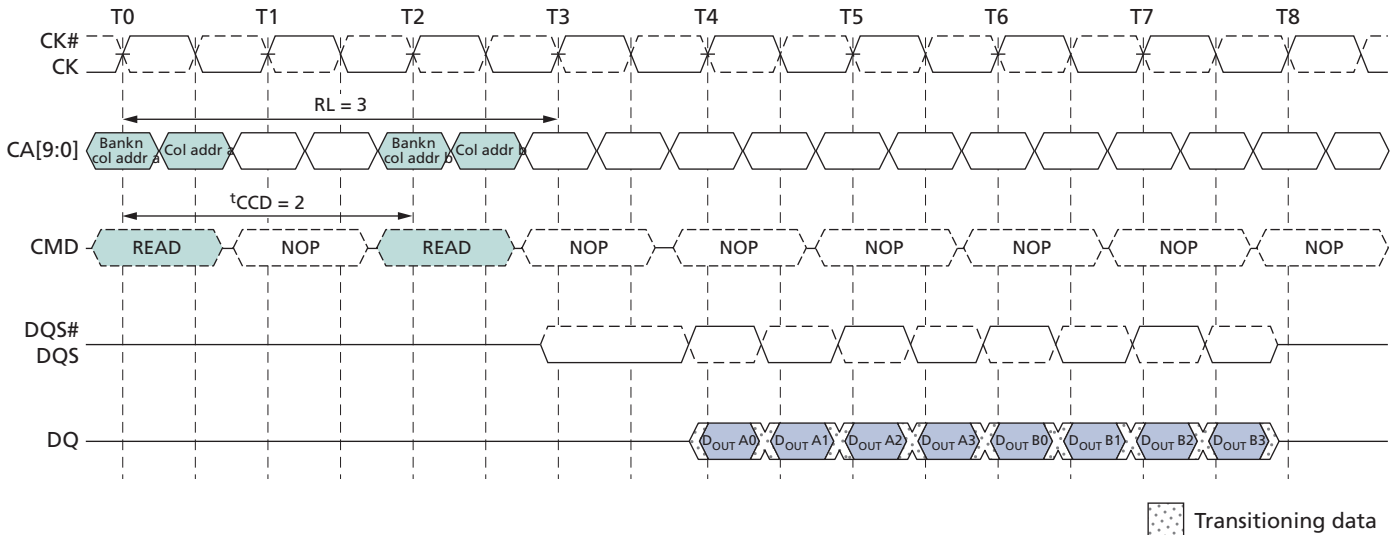 T0 T1 T2 T3 T4 T5 T6 T7 T8
CK#
CK
RL = 3
CA[9:0]
Bankn
col addr a
Col addr a
Bankn
col addr b
Col addr b
tCCD = 2
CMD READ NOP READ NOP NOP NOP NOP NOP NOP
DQS#
DQS
DQ DOUT A0 DOUT A1 DOUT A2 DOUT A3 DOUT B0 DOUT B1 DOUT B2 DOUT B3
Transitioning data